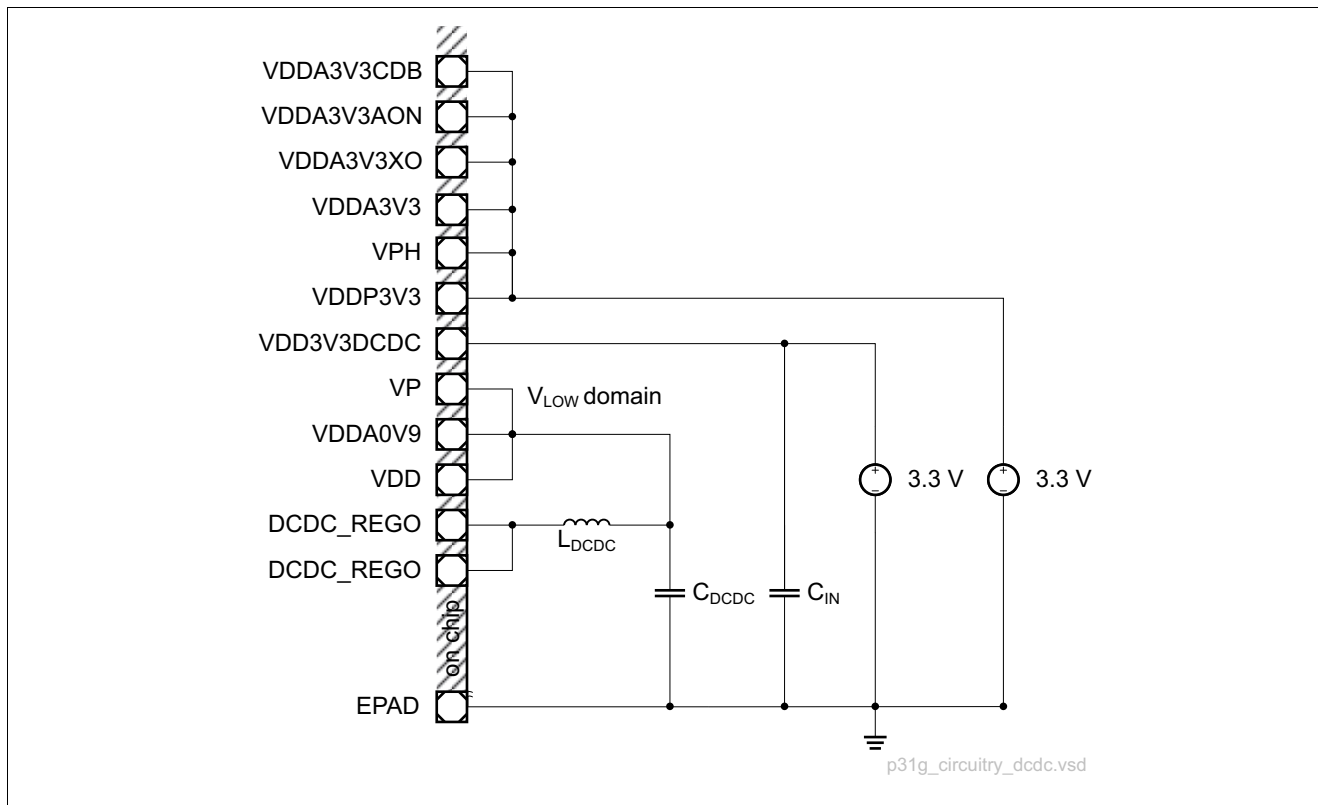 VDDA3V3CDB
VDDA3V3AON
VDDA3V3XO
VDDA3V3
VPH
VDDP3V3
VDD3V3DCDC
VP
VLOW domain
VDDA0V9
VDD
3.3 V
3.3 V
DCDC_REGO
LDCDC
DCDC_REGO
CDCDC
CIN
on chip
EPAD
p31g_circuitry_dcdc.vsd